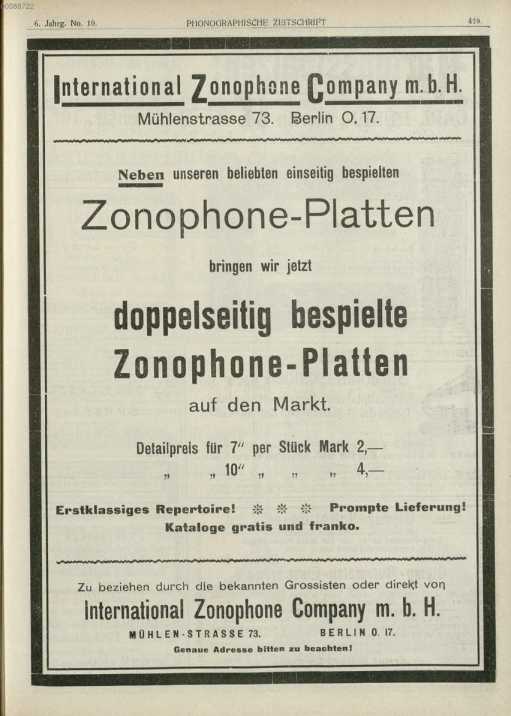 00088722
6. Jahrg. No. 19. PHONOGRAPHISCHE ZEITSCHRIFT 419.
International Zonophone Company m. b. H.
Mühlenstrasse 73. Berlin O, 17.
Neben unseren beliebten einseitig bespielten
Zonophone-Platten
bringen wir jetzt
doppelseitig bespielte
Zonophone-Platten
auf den Markt.
Detailpreis für 7“ per Stück Mark 2,—
„ „ 10“ „ „ „ 4,—
Erstklassiges Repertoire! Prompte Lieferung!
Kataloge gratis und franko.
Zu beziehen durch die bekannten Grossisten oder direkt von
International Zonophone Company m. b. H.
MÜHLEN-STRASSE 73. BERLIN O. 17.
Genaue Adresse bitten zu beachten!